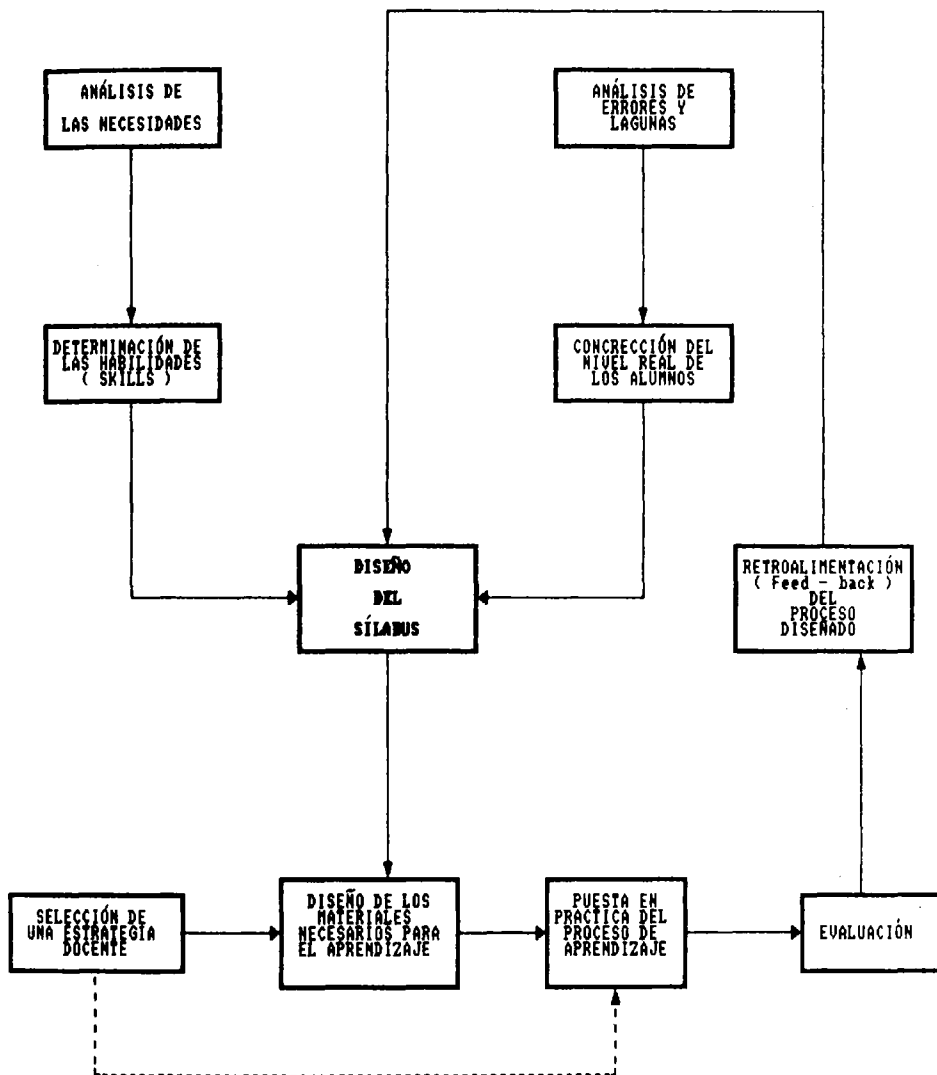 ANÁLISIS DE
LAS NECESIDADES
ANÁLISIS DE
ERRORES Y
LAGUNAS
DETERMINACIÓN DE
LAS HABILIDADES
( SKILLS )
CONCRECCIÓN DEL
NIVEL REAL DE
LOS ALUMNOS
DISEÑO
DEL
SÍLABUS
RETROALIMENTACIÓN
( Feed - back )
DEL
PROCESO
DISEÑADO
SELECCIÓN DE
UNA ESTRATEGIA
DOCENTE
DISEÑO DE LOS
MATERIALES
NECESARIOS PARA
EL APRENDIZAJE
PUESTA EN
PRACTICA DEL
PROCESO DE
APRENDIZAJE
EVALUACIÓN